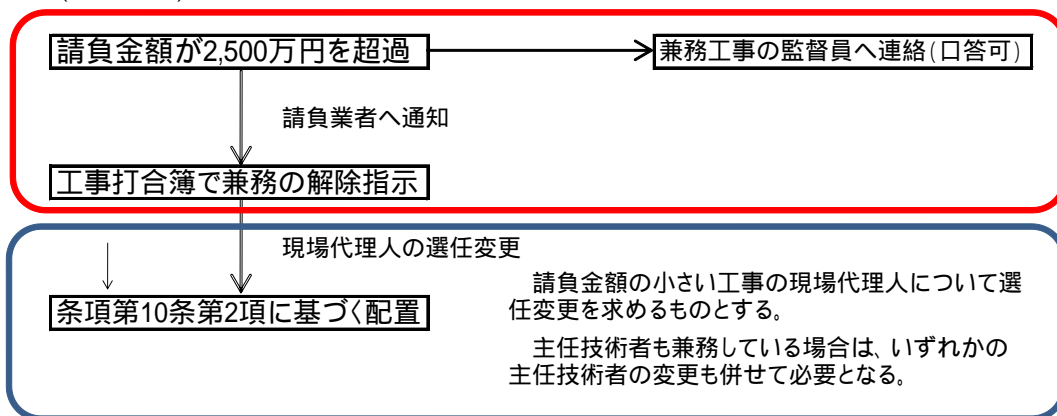 請負金額が2,500万円を超過
兼務工事の監督員へ連絡(口答可)
請負業者へ通知
工事打合簿で兼務の解除指示
現場代理人の選任変更
請負金額の小さい工事の現場代理人について選
任変更を求めるものとする。
条項第10条第2項に基づく配置
主任技術者も兼務している場合は、いずれかの
主任技術者の変更も併せて必要となる。